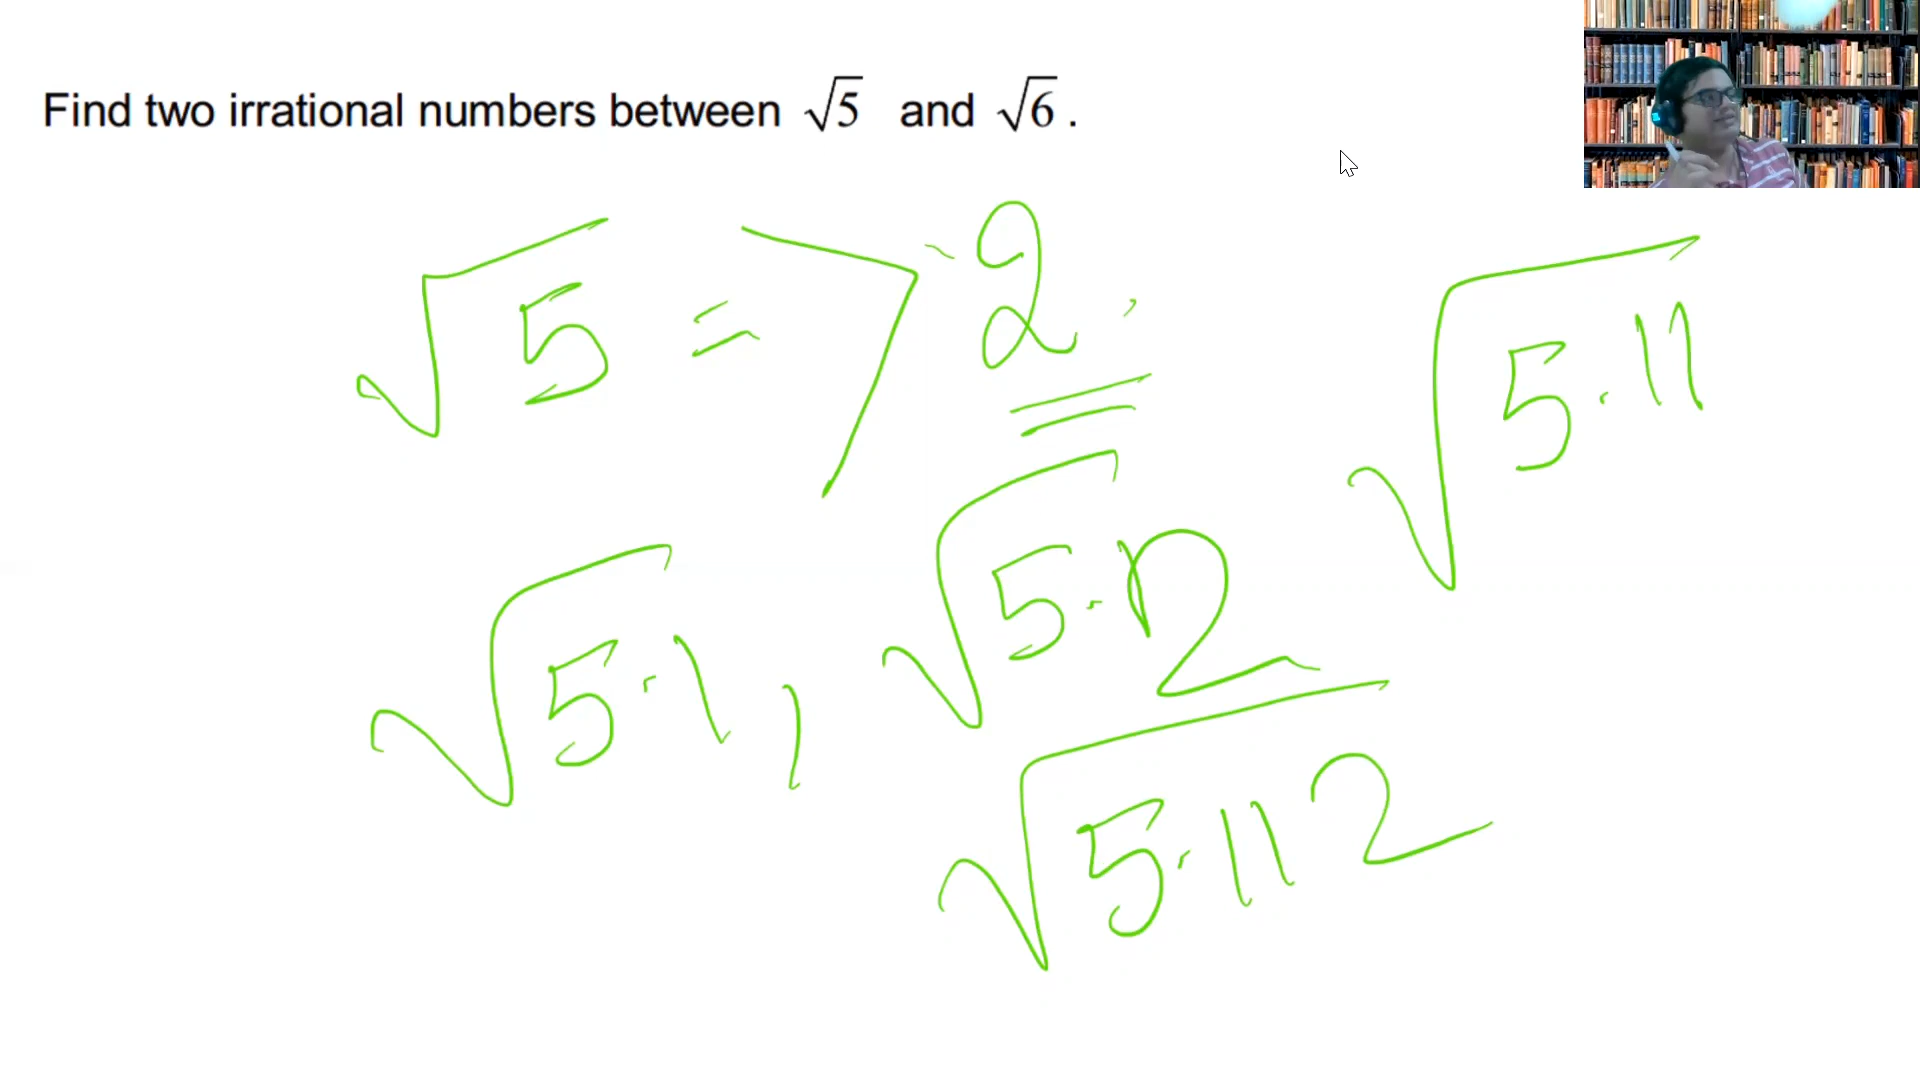 Find two irrational numbers between √5 and √6.
√5 = > 2.
√5.11
√5.1, √5.12
√5.112